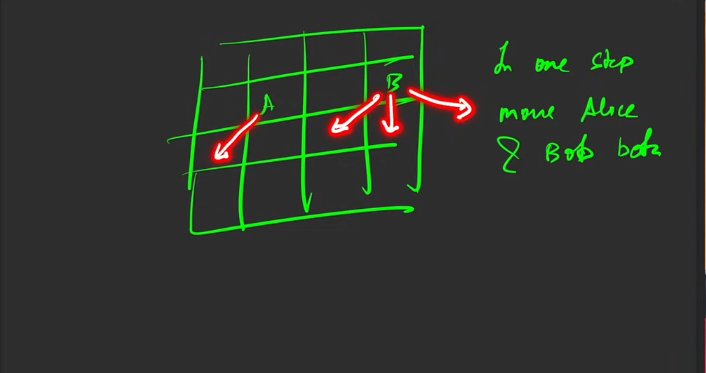 A
B
In one step
move Alice
& Bob both